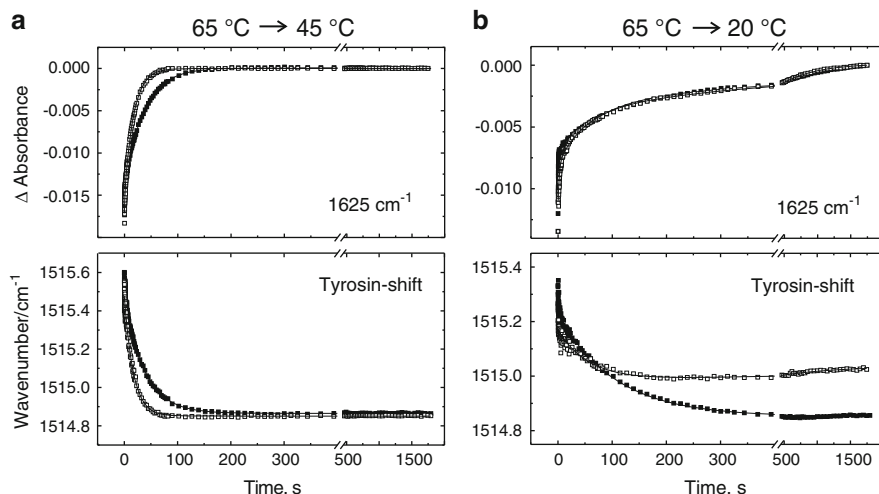 a
65 °C → 45 °C
0.000
-0.005
-0.010
-0.015
Δ Absorbance
1625 cm⁻¹
1515.6
1515.4
1515.2
1515.0
1514.8
Wavenumber/cm⁻¹
Tyrosin-shift
0 100 200 300 500 1500
Time, s
b
65 °C → 20 °C
0.000
-0.005
-0.010
1625 cm⁻¹
1515.4
1515.2
1515.0
1514.8
Tyrosin-shift
0 100 200 300 500 1500
Time, s